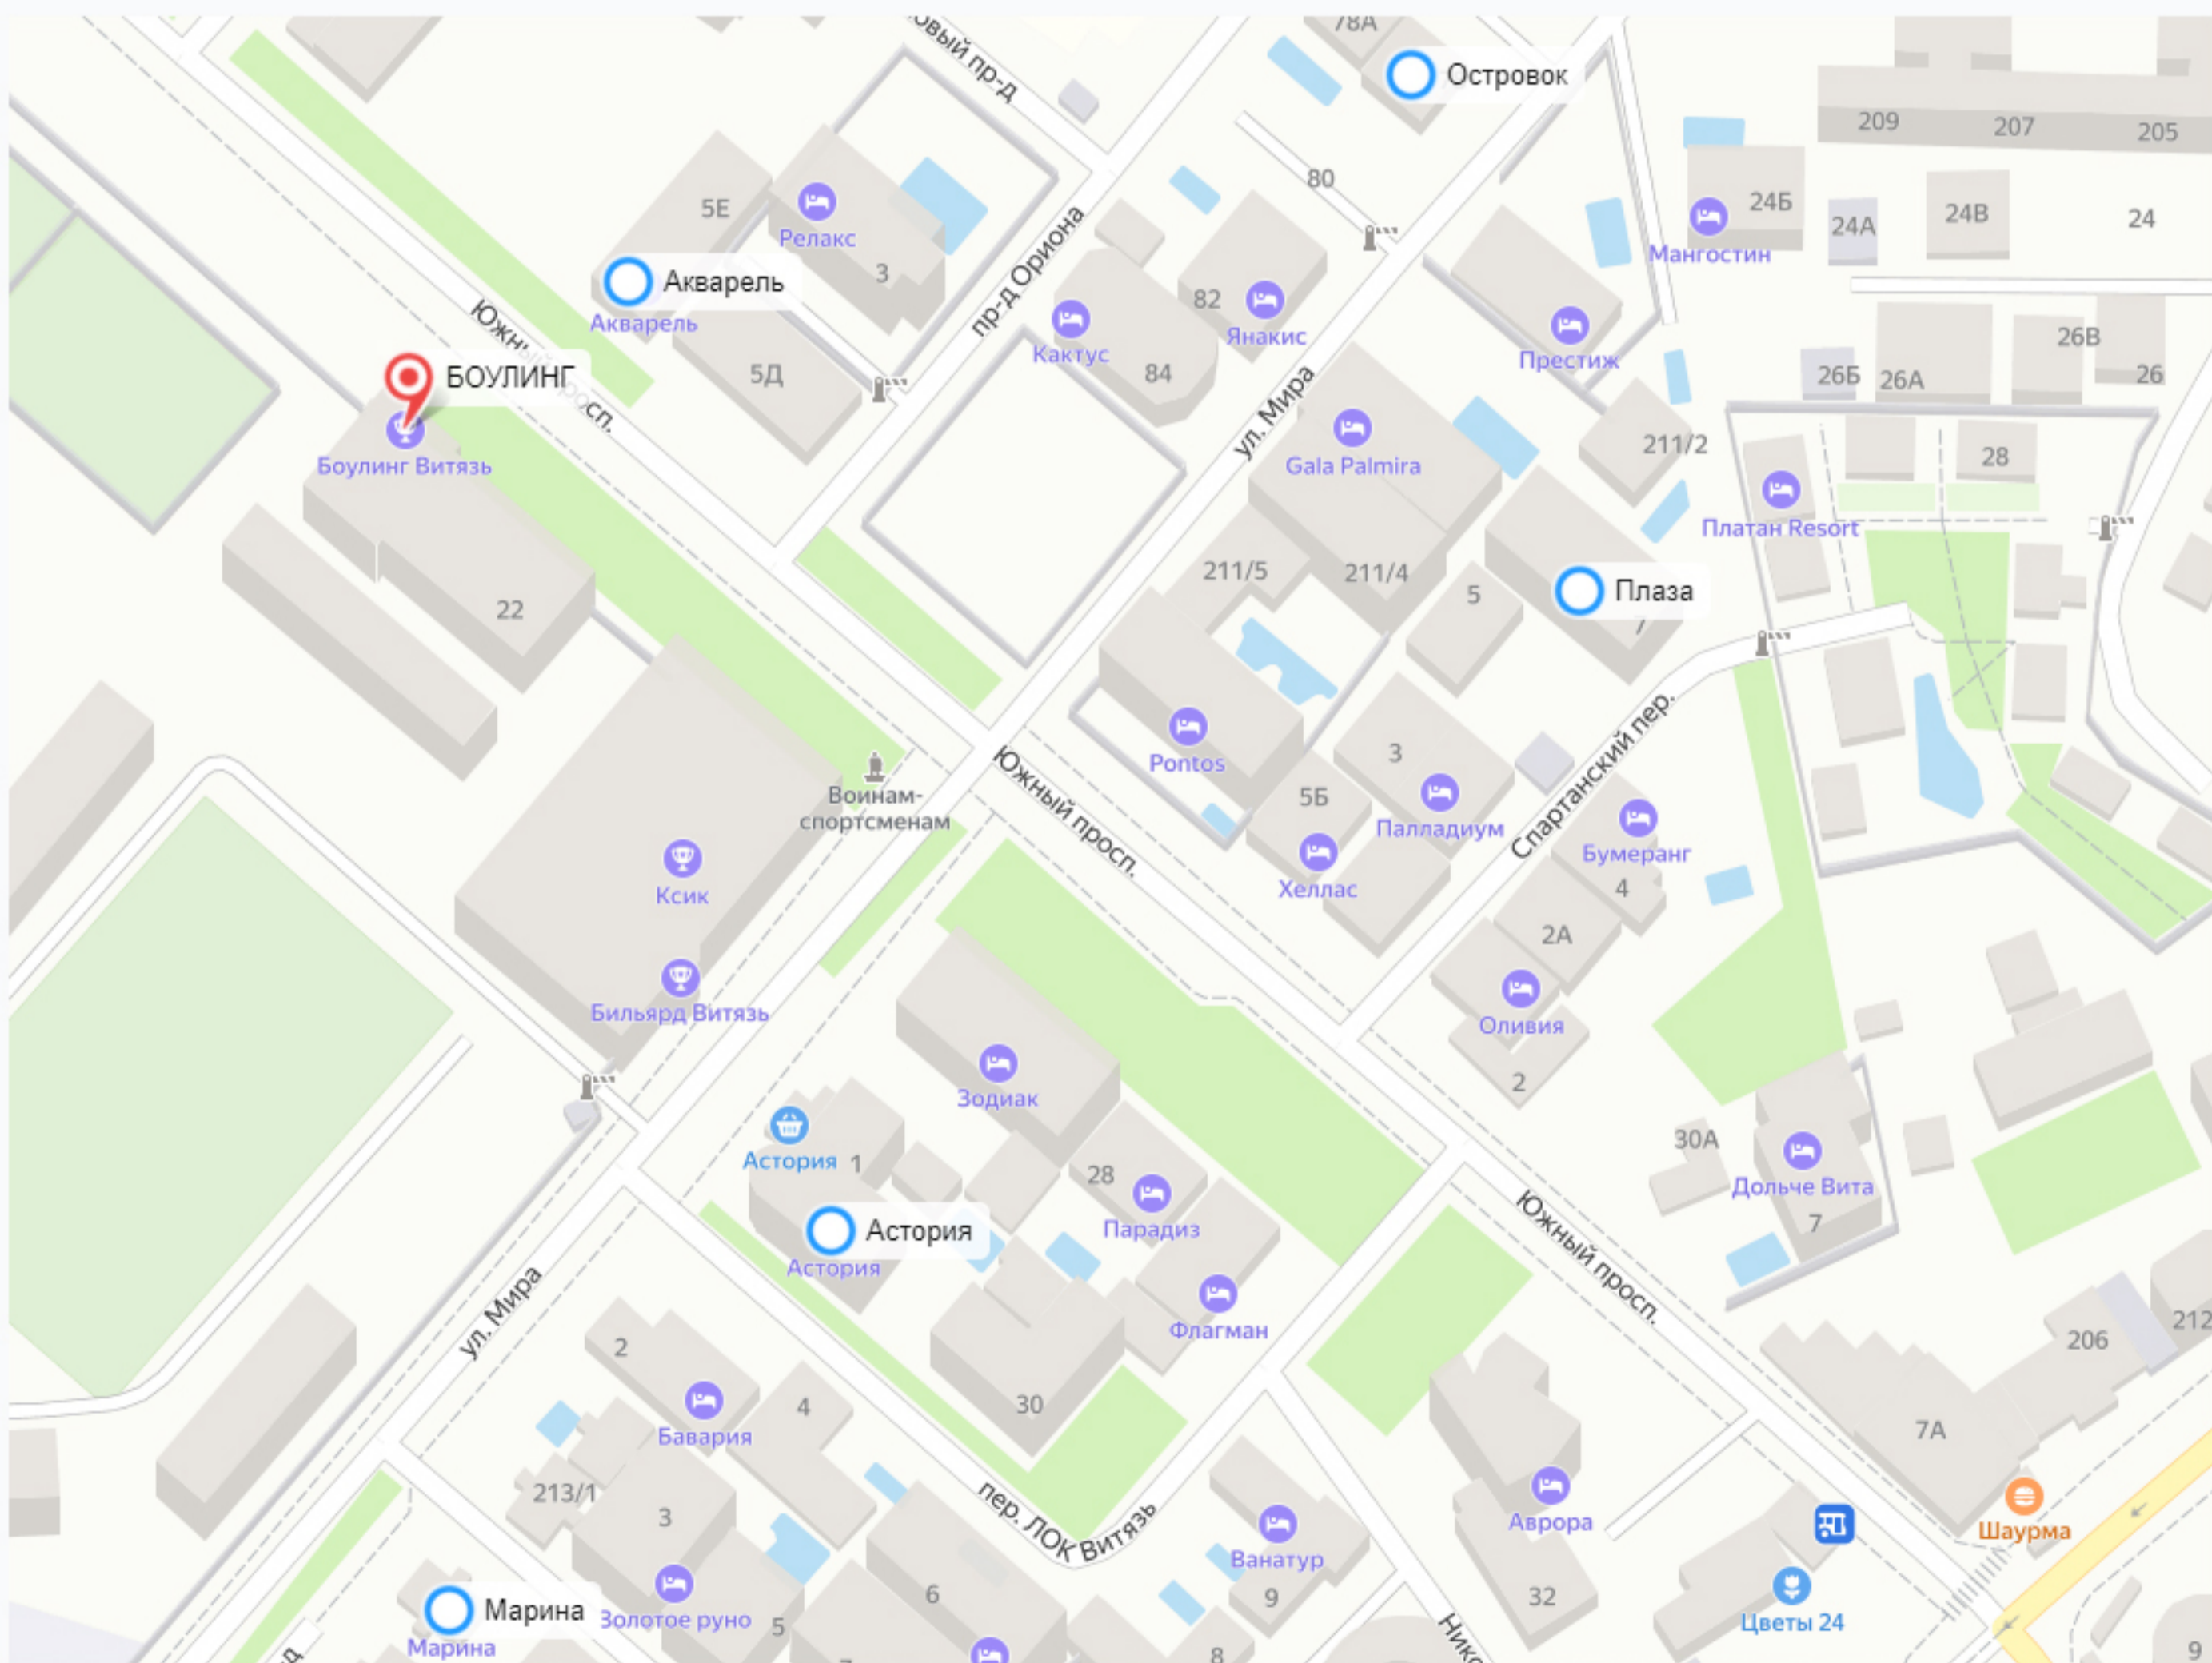 78А
Островок
209
207
205
5Е
Релакс
3
80
24Б
24А
24В
24
Мангостин
Акварель
Акварель
пр-д Ориона
82
Янакис
Кактус
84
Престиж
26В
26Б
26А
26
БОУЛИНГ
5Д
Боулинг Витязь
ул. Мира
Gala Palmira
211/2
28
Платан Resort
22
211/5
211/4
5
Плаза
7
Pontos
Южный просп.
Воинам-
спортсменам
5Б
3
Палладиум
Спартанский пер.
Хеллас
Бумеранг
4
Ксик
2А
Бильярд Витязь
Оливия
2
Зодиак
Астория
1
28
Парадиз
30А
Дольче Вита
7
Астория
Астория
Южный просп.
ул. Мира
2
Флагман
206
212
Бавария
4
30
7А
213/1
3
пер. ЛОК Витязь
Аврора
Шаурма
Ванатур
9
32
Марина
Марина
Золотое руно
5
6
8
Цветы 24
9